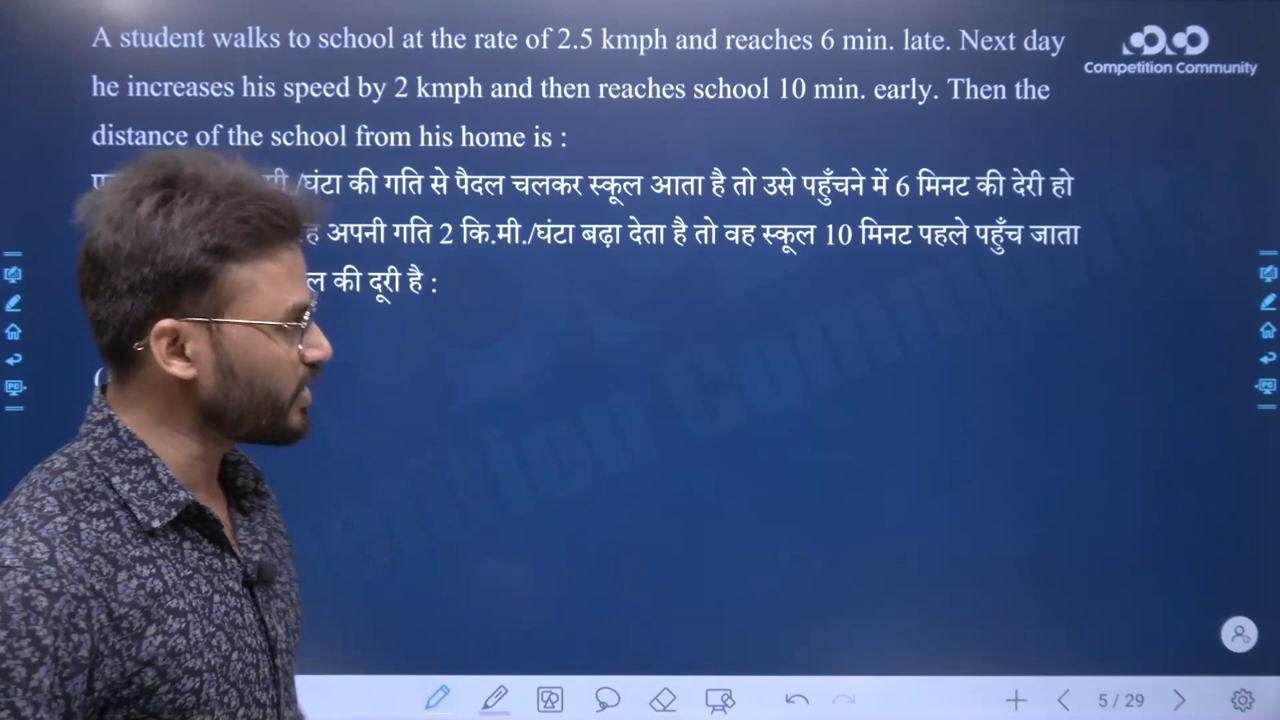 A student walks to school at the rate of 2.5 kmph and reaches 6 min. late. Next day
he increases his speed by 2 kmph and then reaches school 10 min. early. Then the
distance of the school from his home is :
/घंटा की गति से पैदल चलकर स्कूल आता है तो उसे पहुँचने में 6 मिनट की देरी हो
अपनी गति 2 कि.मी./घंटा बढ़ा देता है तो वह स्कूल 10 मिनट पहले पहुँच जाता
की दूरी है :
Competition Community
5 / 29